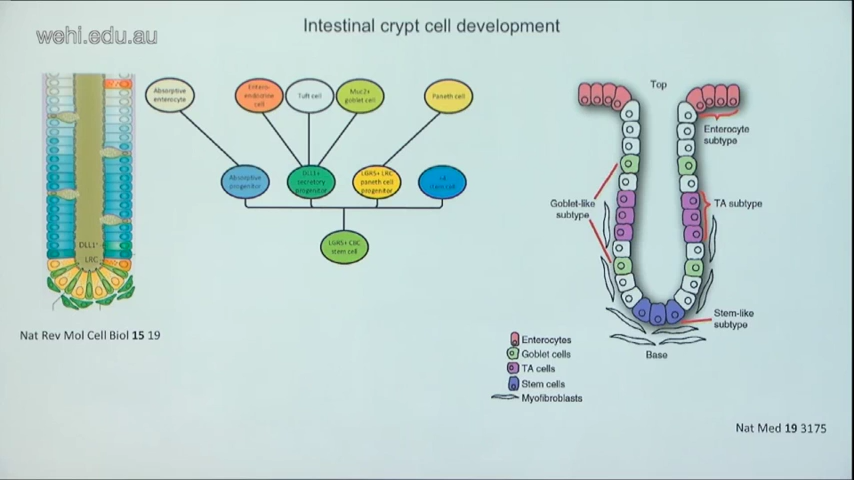 Intestinal crypt cell development
wehi.edu.au
Absorptive
enterocyte
Entero-
endocrine
cell
Tuft cell
Muc2+
goblet cell
Paneth cell
Absorptive
progenitor
DLL1+
secretory
progenitor
LGR5+ LRC
paneth cell
progenitor
+4
stem cell
LGR5+ CBC
stem cell
DLL1+
LRC
Nat Rev Mol Cell Biol 15 19
Top
Enterocyte
subtype
Goblet-like
subtype
TA subtype
Stem-like
subtype
Base
Enterocytes
Goblet cells
TA cells
Stem cells
Myofibroblasts
Nat Med 19 3175